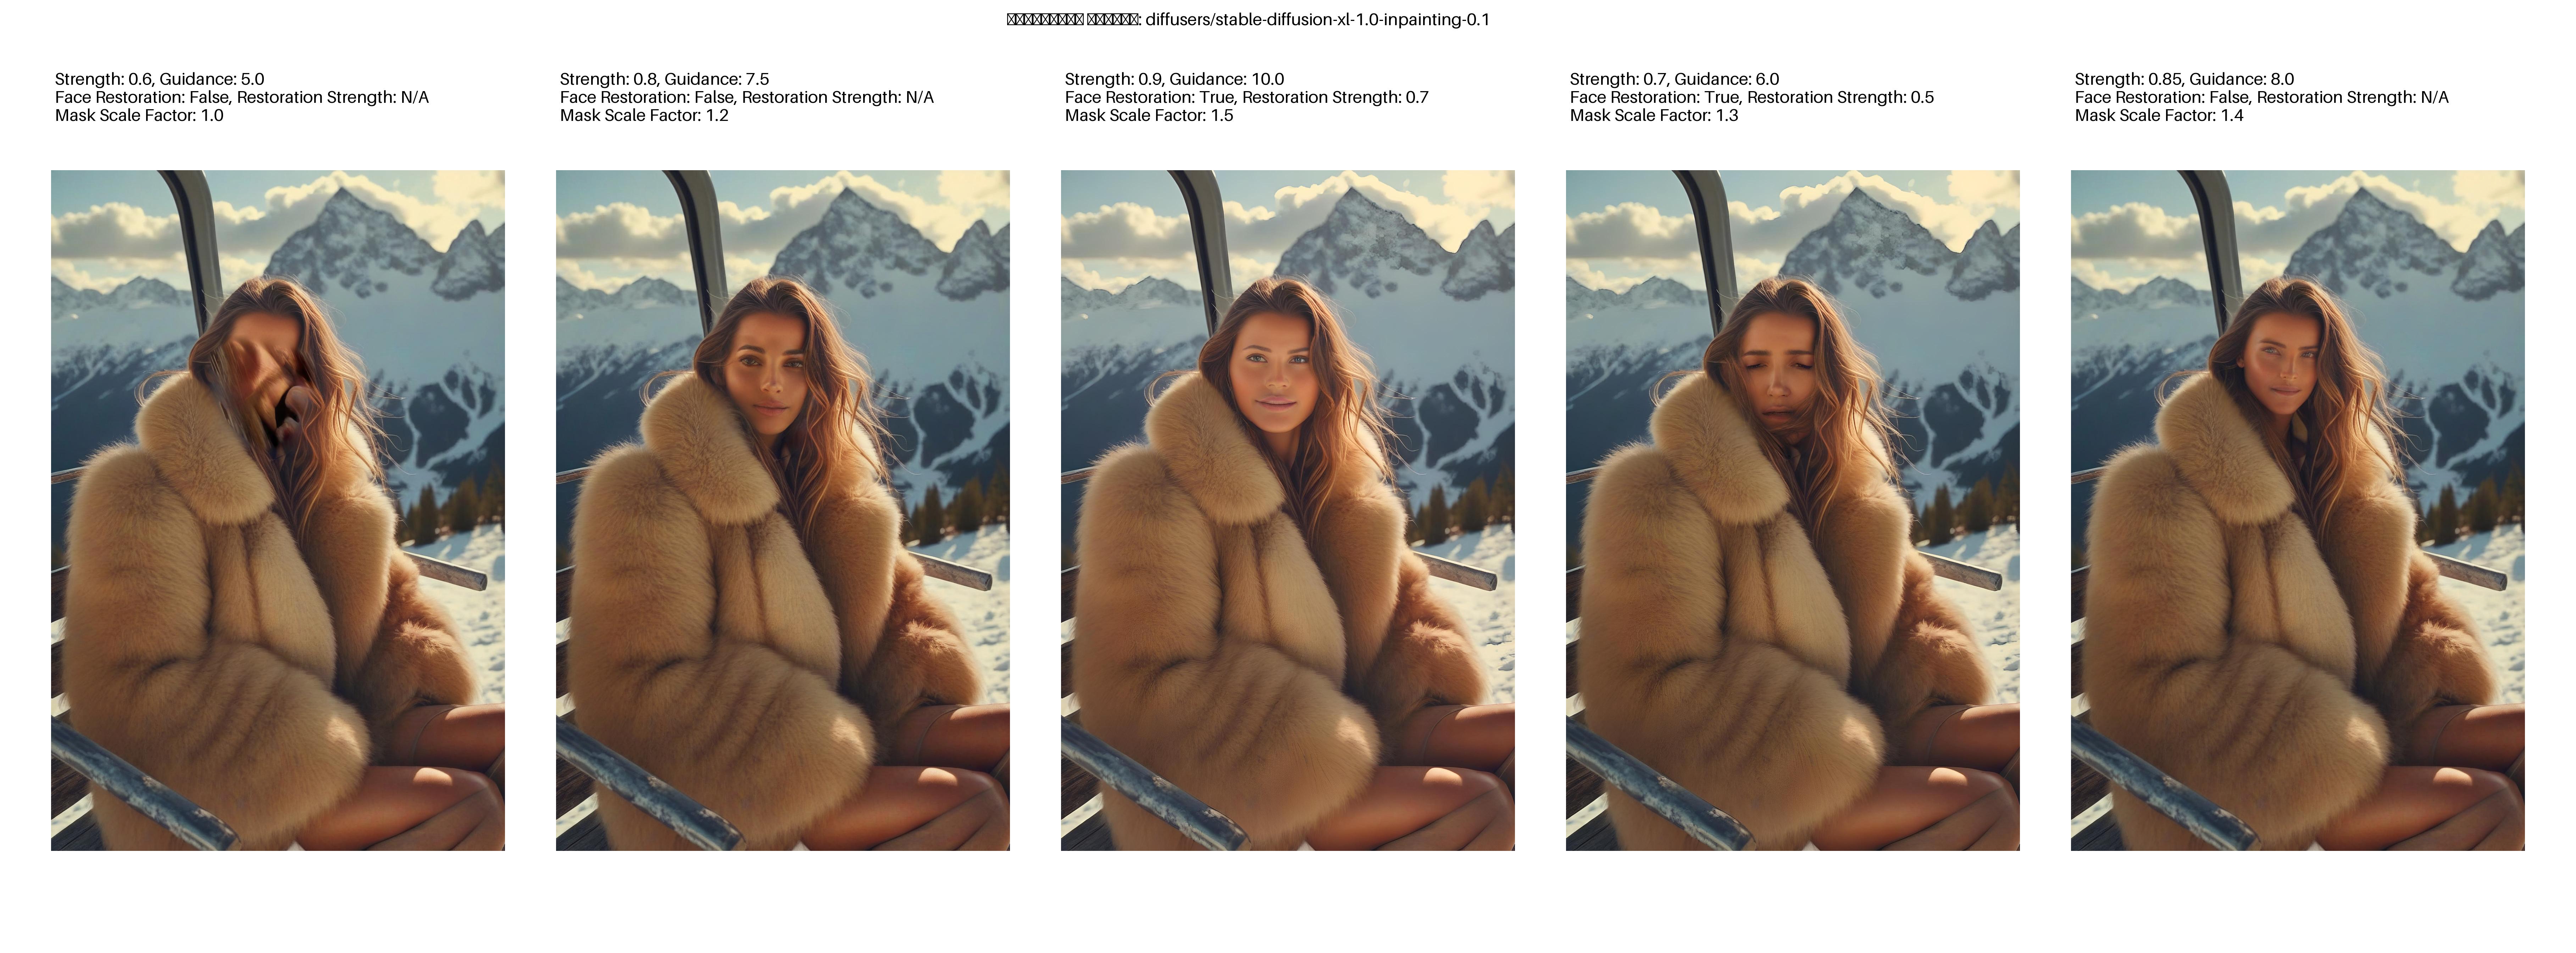 : diffusers/stable-diffusion-xl-1.0-inpainting-0.1
Strength: 0.6, Guidance: 5.0
Face Restoration: False, Restoration Strength: N/A
Mask Scale Factor: 1.0
Strength: 0.8, Guidance: 7.5
Face Restoration: False, Restoration Strength: N/A
Mask Scale Factor: 1.2
Strength: 0.9, Guidance: 10.0
Face Restoration: True, Restoration Strength: 0.7
Mask Scale Factor: 1.5
Strength: 0.7, Guidance: 6.0
Face Restoration: True, Restoration Strength: 0.5
Mask Scale Factor: 1.3
Strength: 0.85, Guidance: 8.0
Face Restoration: False, Restoration Strength: N/A
Mask Scale Factor: 1.4